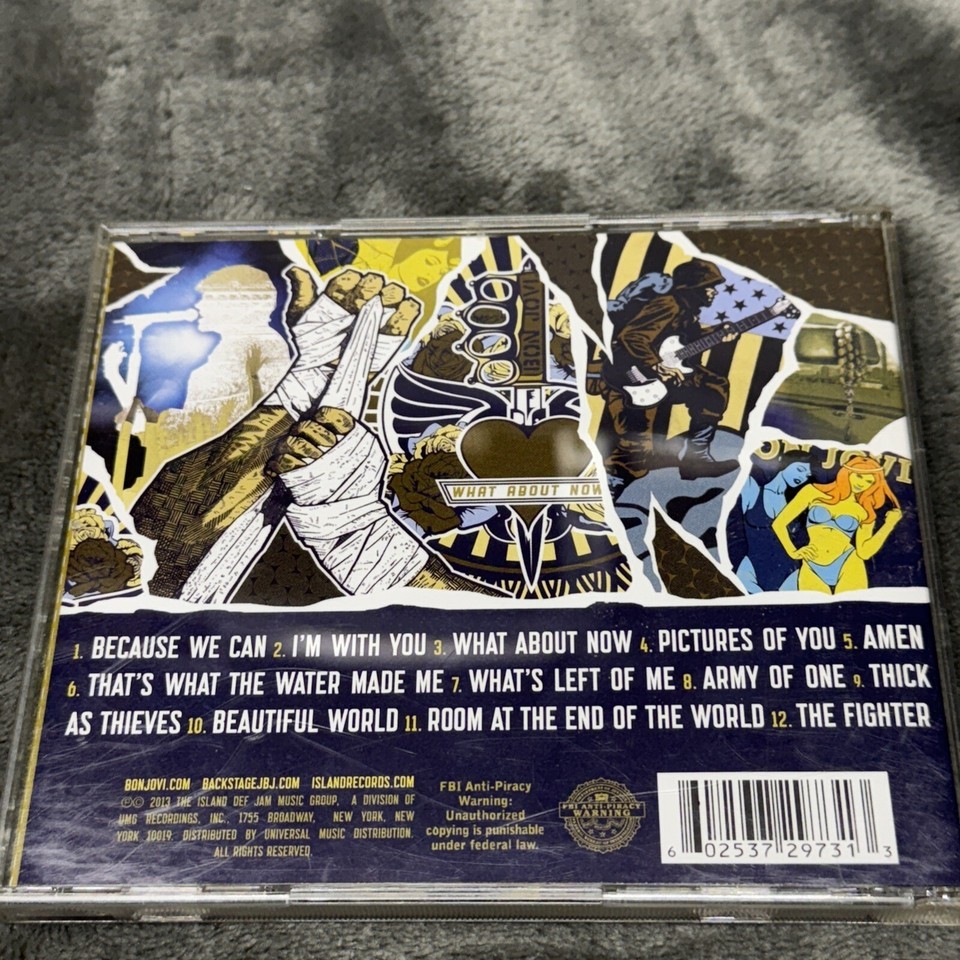 WHAT ABOUT NOW
ON JOVI
1. BECAUSE WE CAN 2. I'M WITH YOU 3. WHAT ABOUT NOW 4. PICTURES OF YOU 5. AMEN
6. THAT'S WHAT THE WATER MADE ME 7. WHAT'S LEFT OF ME 8. ARMY OF ONE 9. THICK
AS THIEVES 10. BEAUTIFUL WORLD 11. ROOM AT THE END OF THE WORLD 12. THE FIGHTER
BONJOVI.COM BACKSTAGEJBJ.COM ISLANDRECORDS.COM
℗© 2013 THE ISLAND DEF JAM MUSIC GROUP, A DIVISION OF
UMG RECORDINGS, INC., 1755 BROADWAY, NEW YORK, NEW
YORK 10019. DISTRIBUTED BY UNIVERSAL MUSIC DISTRIBUTION.
ALL RIGHTS RESERVED.
FBI Anti-Piracy
Warning:
Unauthorized
copying is punishable
under federal law.
FBI ANTI-PIRACY
WARNING
6 02537 29731 3